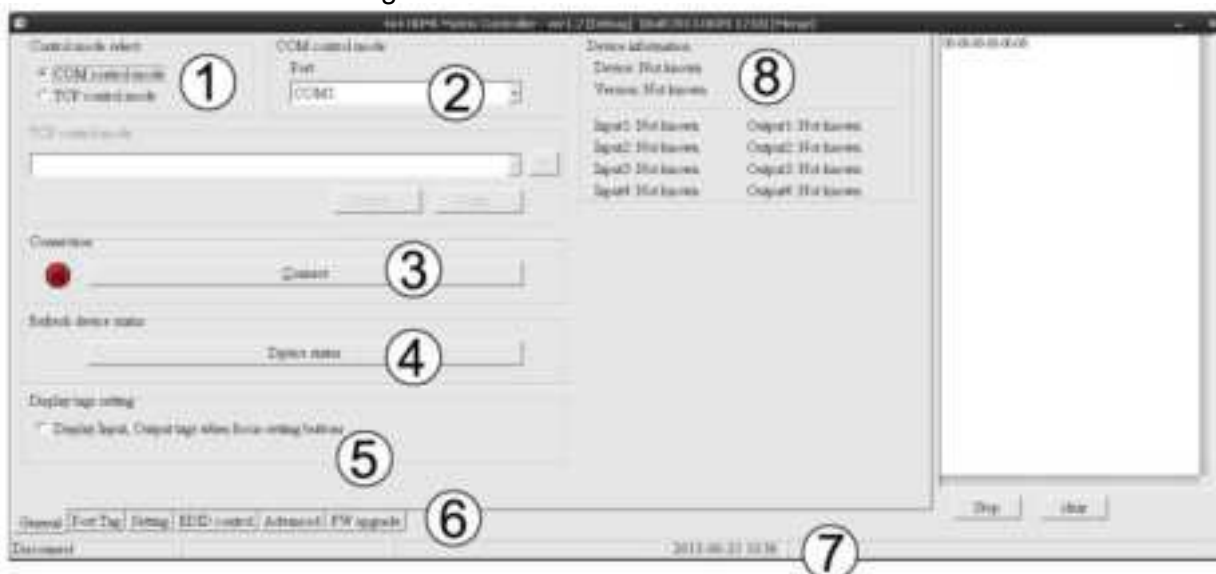 4x4 HDMI Matrix Controller
Control mode select
COM control mode
TCP control mode
1
COM control mode
Port
COM1
2
Device information
Device: Not known
Version: Not known
8
Input1: Not known
Output1: Not known
Input2: Not known
Output2: Not known
Input3: Not known
Output3: Not known
Input4: Not known
Output4: Not known
TCP control mode
Connection
Connect
3
Refresh device status
Device status
4
Display tags setting
Display Input, Output tags when focus setting buttons
5
General Port Tag Setting EDID control Advanced FW upgrade
6
Stop
clear
Disconnect
7